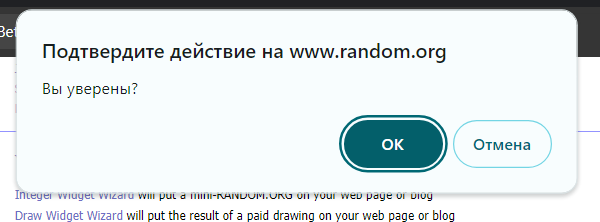 Bet
Подтвердите действие на www.random.org
Вы уверены?
OK
Отмена
Integer Widget Wizard will put a mini-RANDOM.ORG on your web page or blog
Draw Widget Wizard will put the result of a paid drawing on your web page or blog